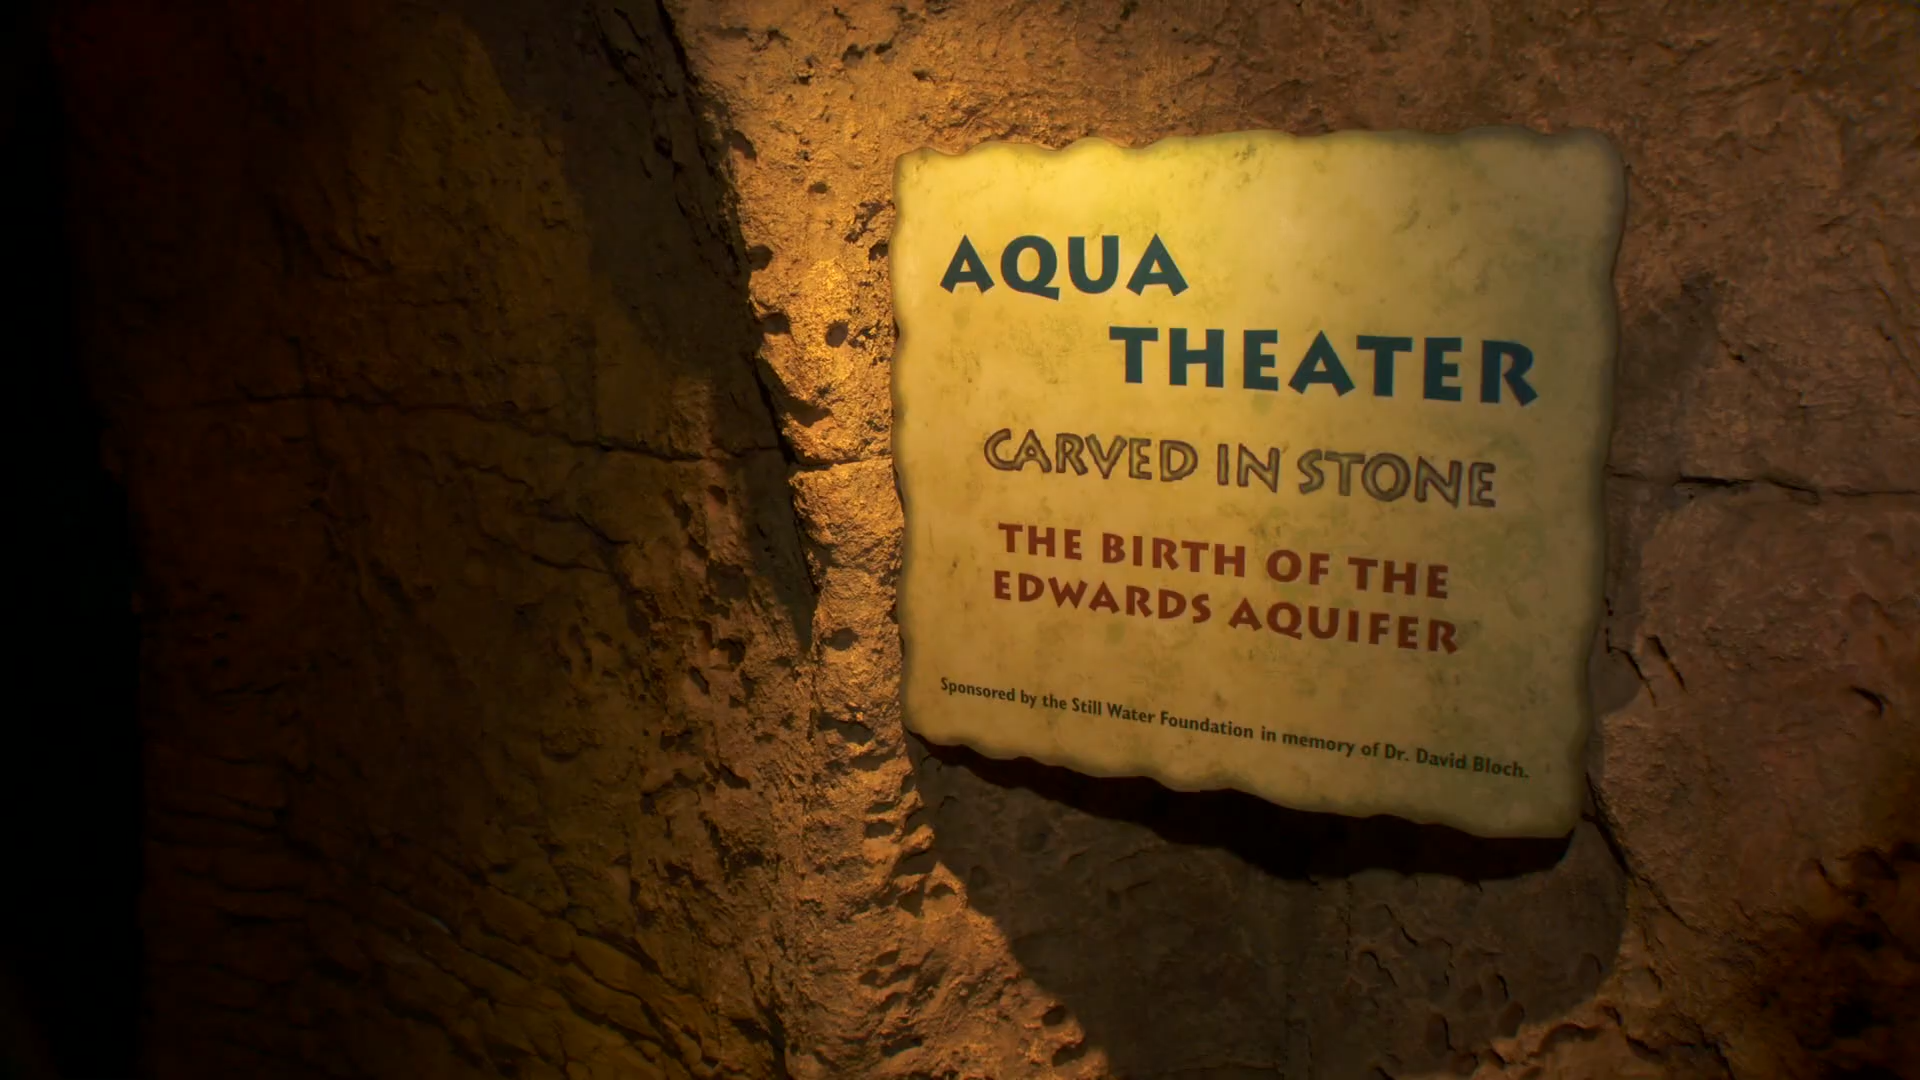 AQUA
THEATER
CARVED IN STONE
THE BIRTH OF THE
EDWARDS AQUIFER
Sponsored by the Still Water Foundation in memory of Dr. David Bloch.